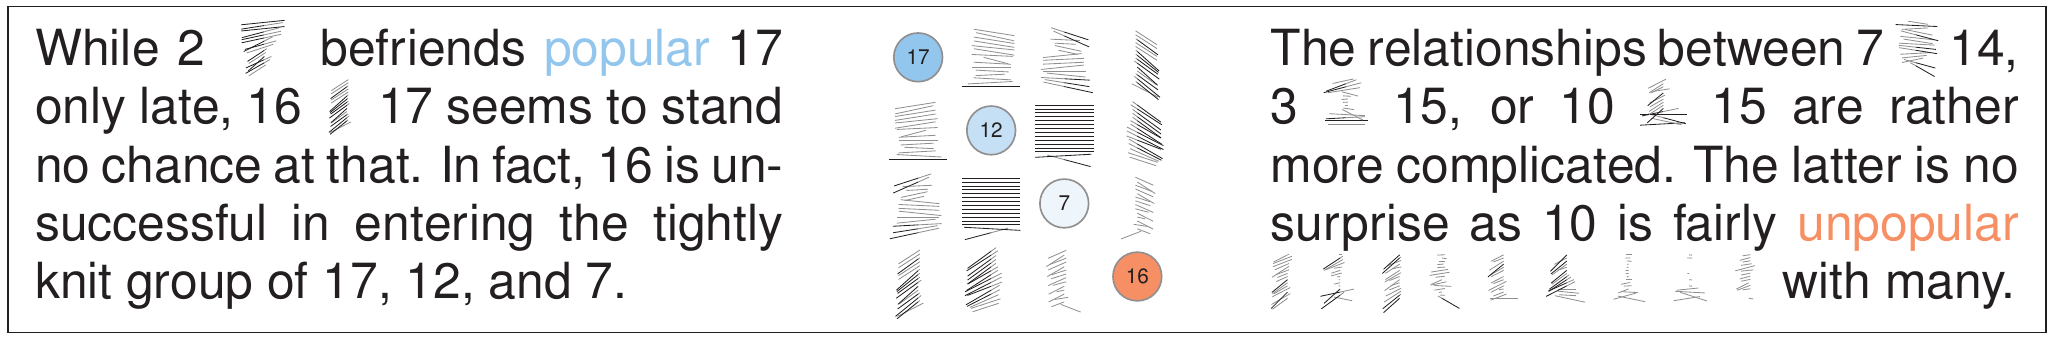 While 2 befriends popular 17
only late, 16 17 seems to stand
no chance at that. In fact, 16 is un-
successful in entering the tightly
knit group of 17, 12, and 7.
17
12
7
16
The relationships between 7 14,
3 15, or 10 15 are rather
more complicated. The latter is no
surprise as 10 is fairly unpopular
with many.